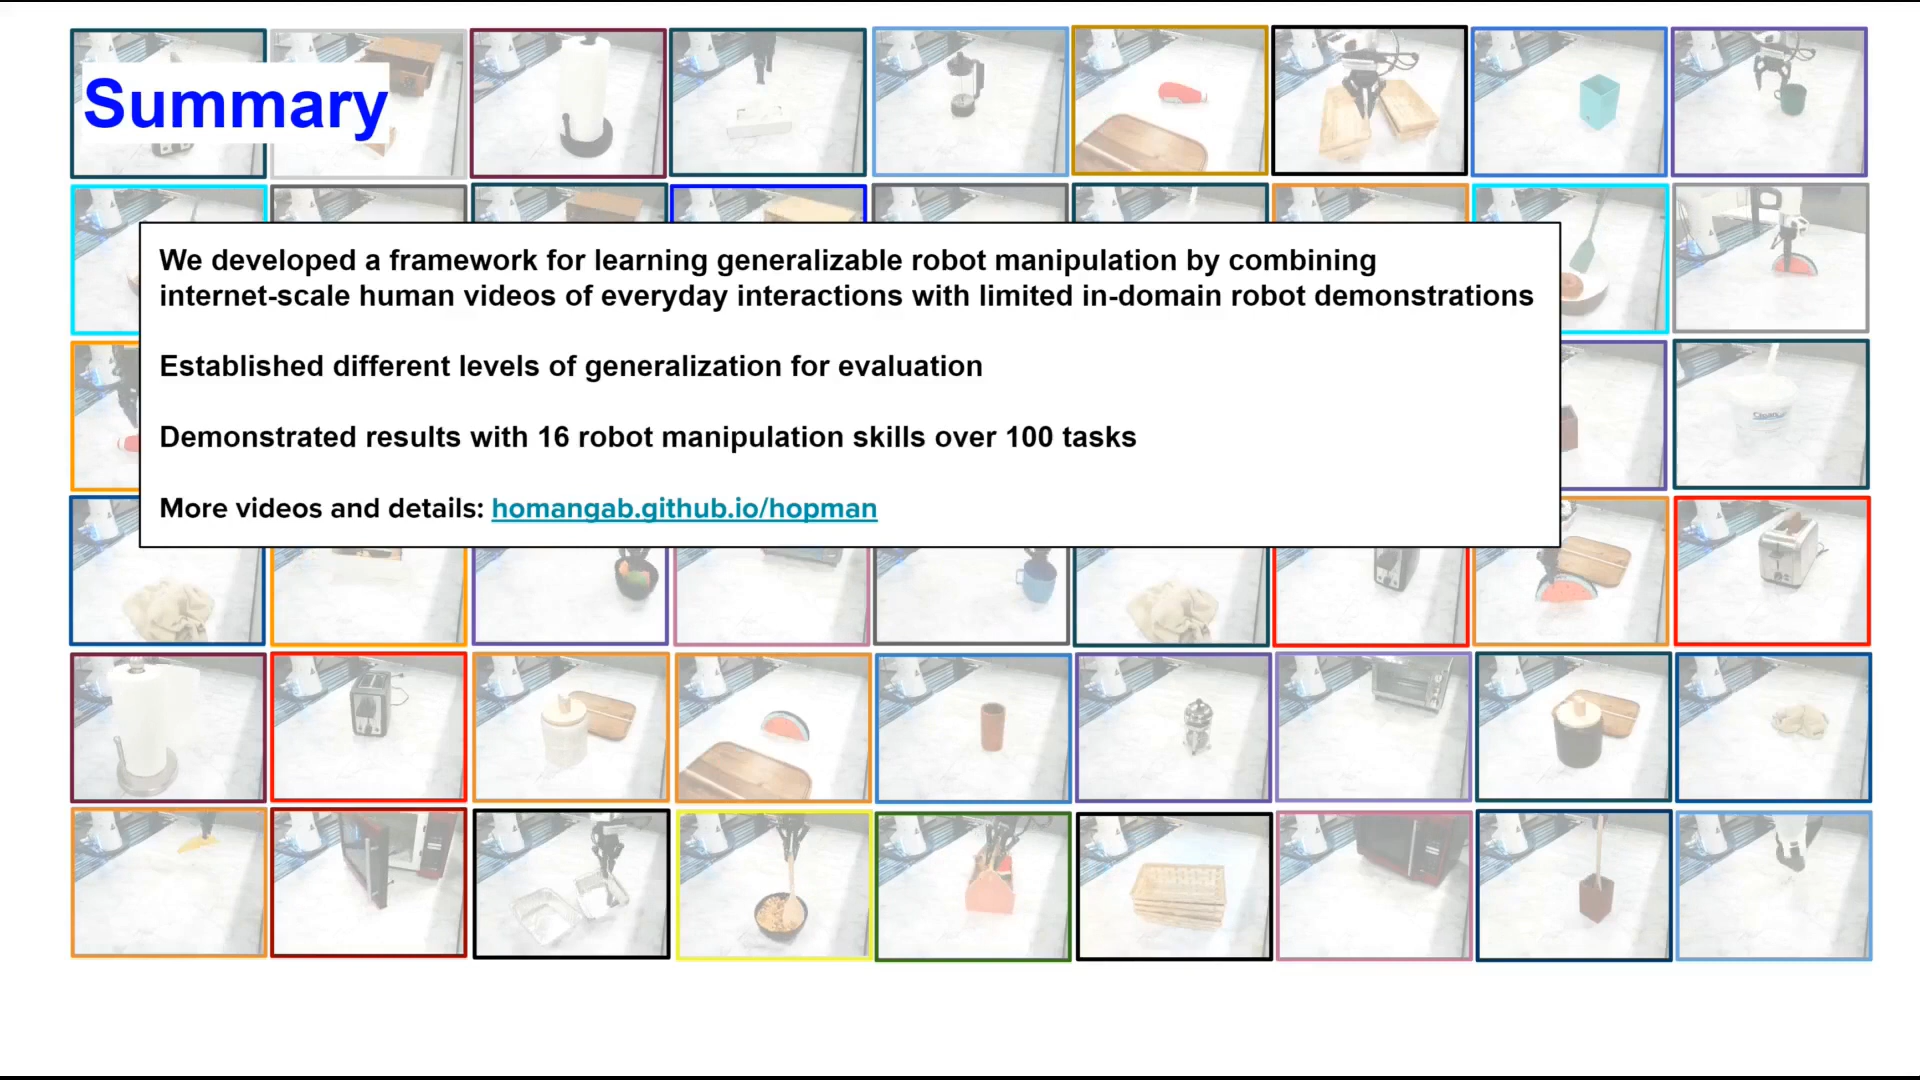 Summary
We developed a framework for learning generalizable robot manipulation by combining
internet-scale human videos of everyday interactions with limited in-domain robot demonstrations
Established different levels of generalization for evaluation
Demonstrated results with 16 robot manipulation skills over 100 tasks
More videos and details: homangab.github.io/hopman